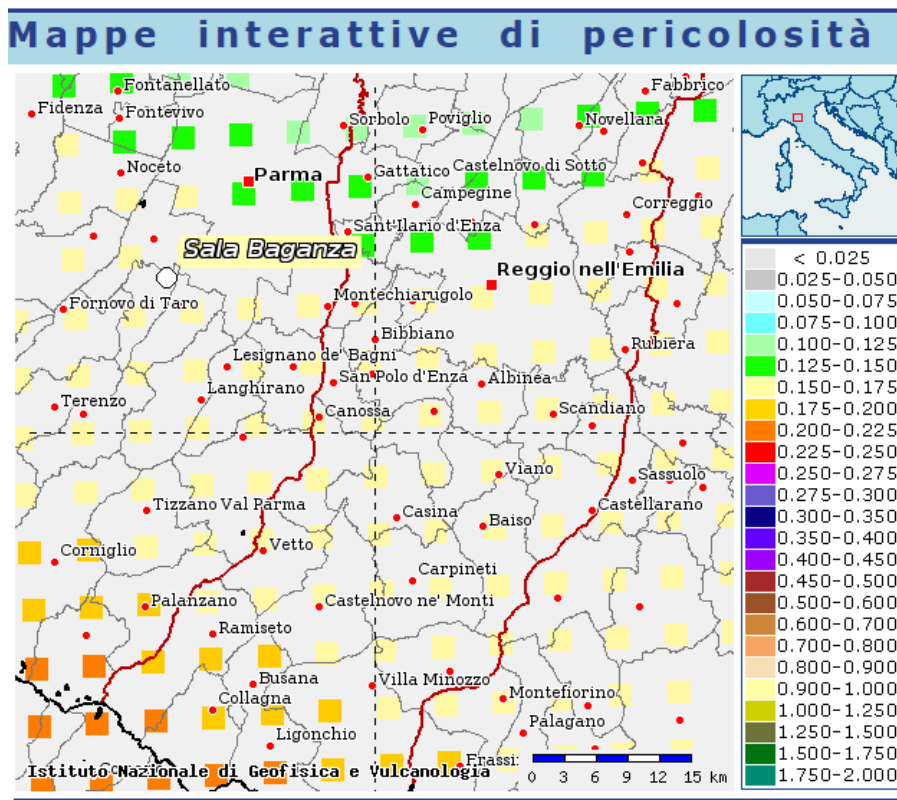 Mappe interattive di pericolosità
Fontanellato
Fabbrico
Fidenza
Fontevivo
Sorbolo
Poviglio
Novellara
Noceto
Parma
Gattatico
Castelnovo di Sotto
Campegine
Correggio
Sant'Ilario d'Enza
Sala Baganza
Reggio nell'Emilia
Fornovo di Taro
Montechiarugolo
Bibbiano
Rubiera
Lesignano de' Bagni
San Polo d'Enza
Albinea
Langhirano
Terenzo
Canossa
Scandiano
Viano
Sassuolo
Tizzano Val Parma
Casina
Baiso
Castellarano
Vetto
Corniglio
Carpineti
Palanzano
Castelnovo ne' Monti
Ramiseto
Busana
Villa Minozzo
Collagna
Montefiorino
Palagano
Ligonchio
Frassi
Istituto Nazionale di Geofisica e Vulcanologia
0 3 6 9 12 15 km
< 0.025
0.025-0.050
0.050-0.075
0.075-0.100
0.100-0.125
0.125-0.150
0.150-0.175
0.175-0.200
0.200-0.225
0.225-0.250
0.250-0.275
0.275-0.300
0.300-0.350
0.350-0.400
0.400-0.450
0.450-0.500
0.500-0.600
0.600-0.700
0.700-0.800
0.800-0.900
0.900-1.000
1.000-1.250
1.250-1.500
1.500-1.750
1.750-2.000